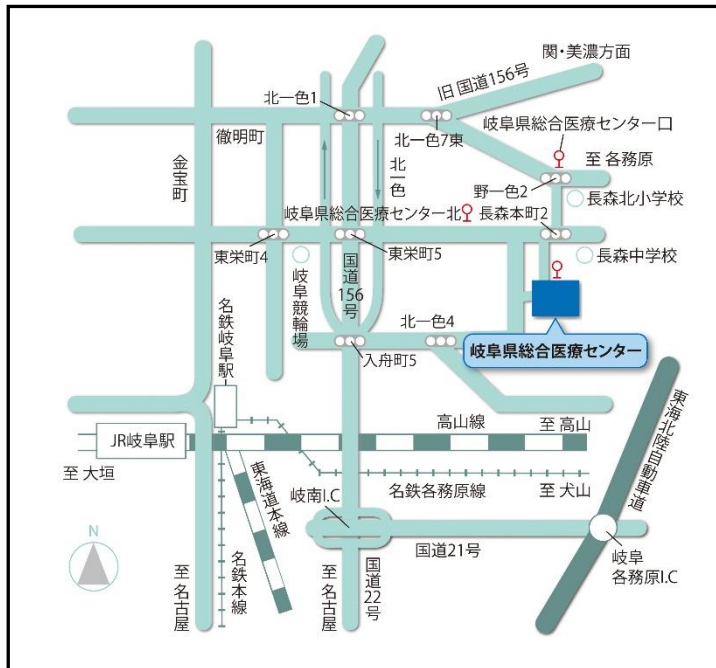 関・美濃方面
旧 国道156号
北一色1
北一色7東
岐阜県総合医療センター口
徹明町
至 各務原
金宝町
北一色
野一色2
長森北小学校
岐阜県総合医療センター北
長森本町2
東栄町4
東栄町5
長森中学校
国道
156
号
岐阜競輪場
北一色4
岐阜県総合医療センター
入舟町5
名鉄岐阜駅
高山線
至 高山
JR岐阜駅
東海北陸自動車道
至 大垣
東海道本線
名鉄各務原線
至 犬山
岐南I.C
N
国道21号
岐阜
各務原I.C
至 名古屋
名鉄本線
至 名古屋
国道22号